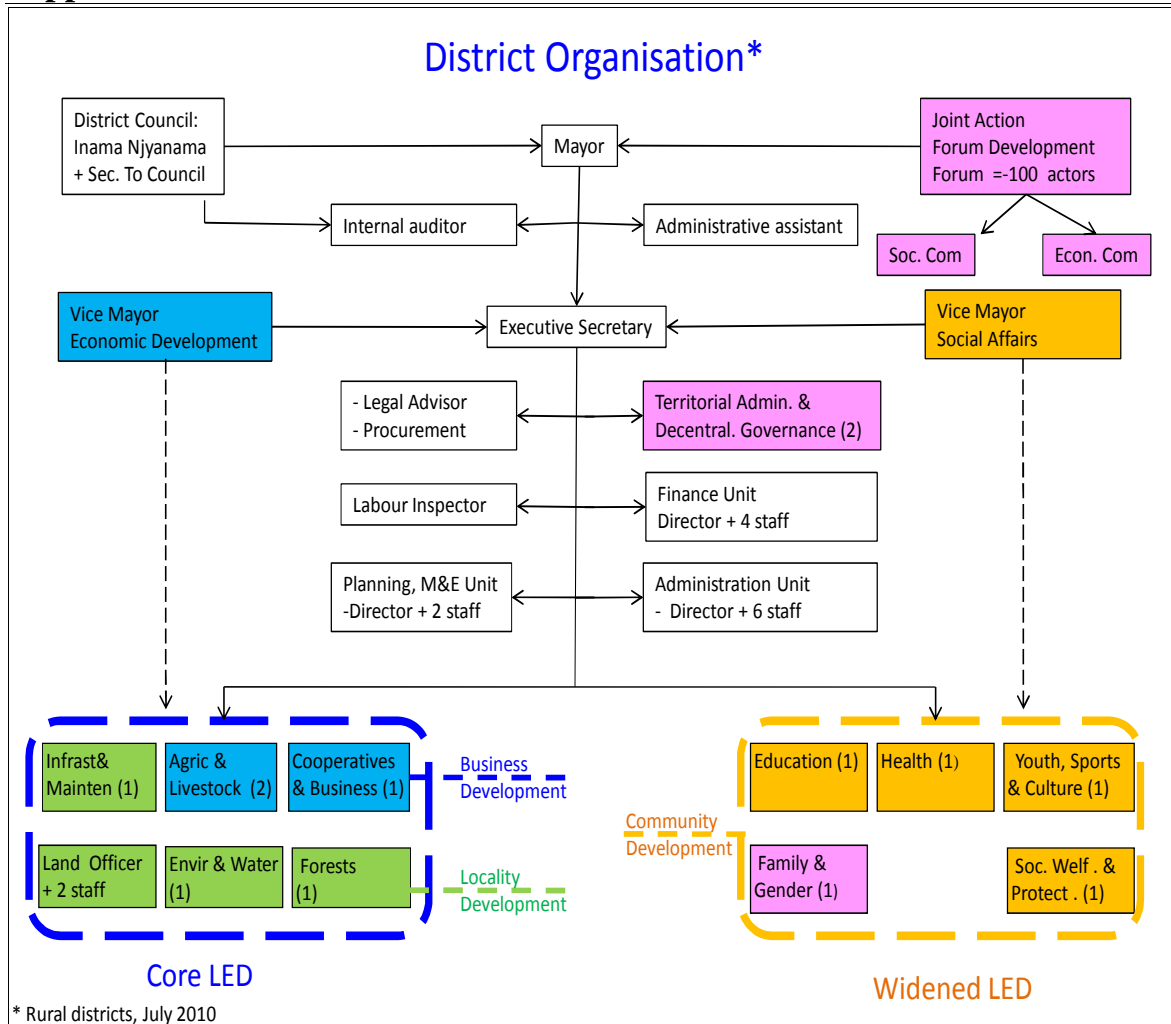 District Organisation*
District Council:
Inama Njyanama
+ Sec. To Council
Mayor
Joint Action
Forum Development
Forum =-100 actors
Internal auditor
Administrative assistant
Soc. Com
Econ. Com
Vice Mayor
Economic Development
Executive Secretary
Vice Mayor
Social Affairs
- Legal Advisor
- Procurement
Territorial Admin. &
Decentral. Governance (2)
Labour Inspector
Finance Unit
Director + 4 staff
Planning, M&E Unit
-Director + 2 staff
Administration Unit
- Director + 6 staff
Infrast&
Mainten (1)
Agric &
Livestock (2)
Cooperatives
& Business (1)
Business
Development
Education (1)
Health (1)
Youth, Sports
& Culture (1)
Land Officer
+ 2 staff
Envir & Water
(1)
Forests
(1)
Locality
Development
Community
Development
Family &
Gender (1)
Soc. Welf . &
Protect . (1)
Core LED
Widened LED
* Rural districts, July 2010